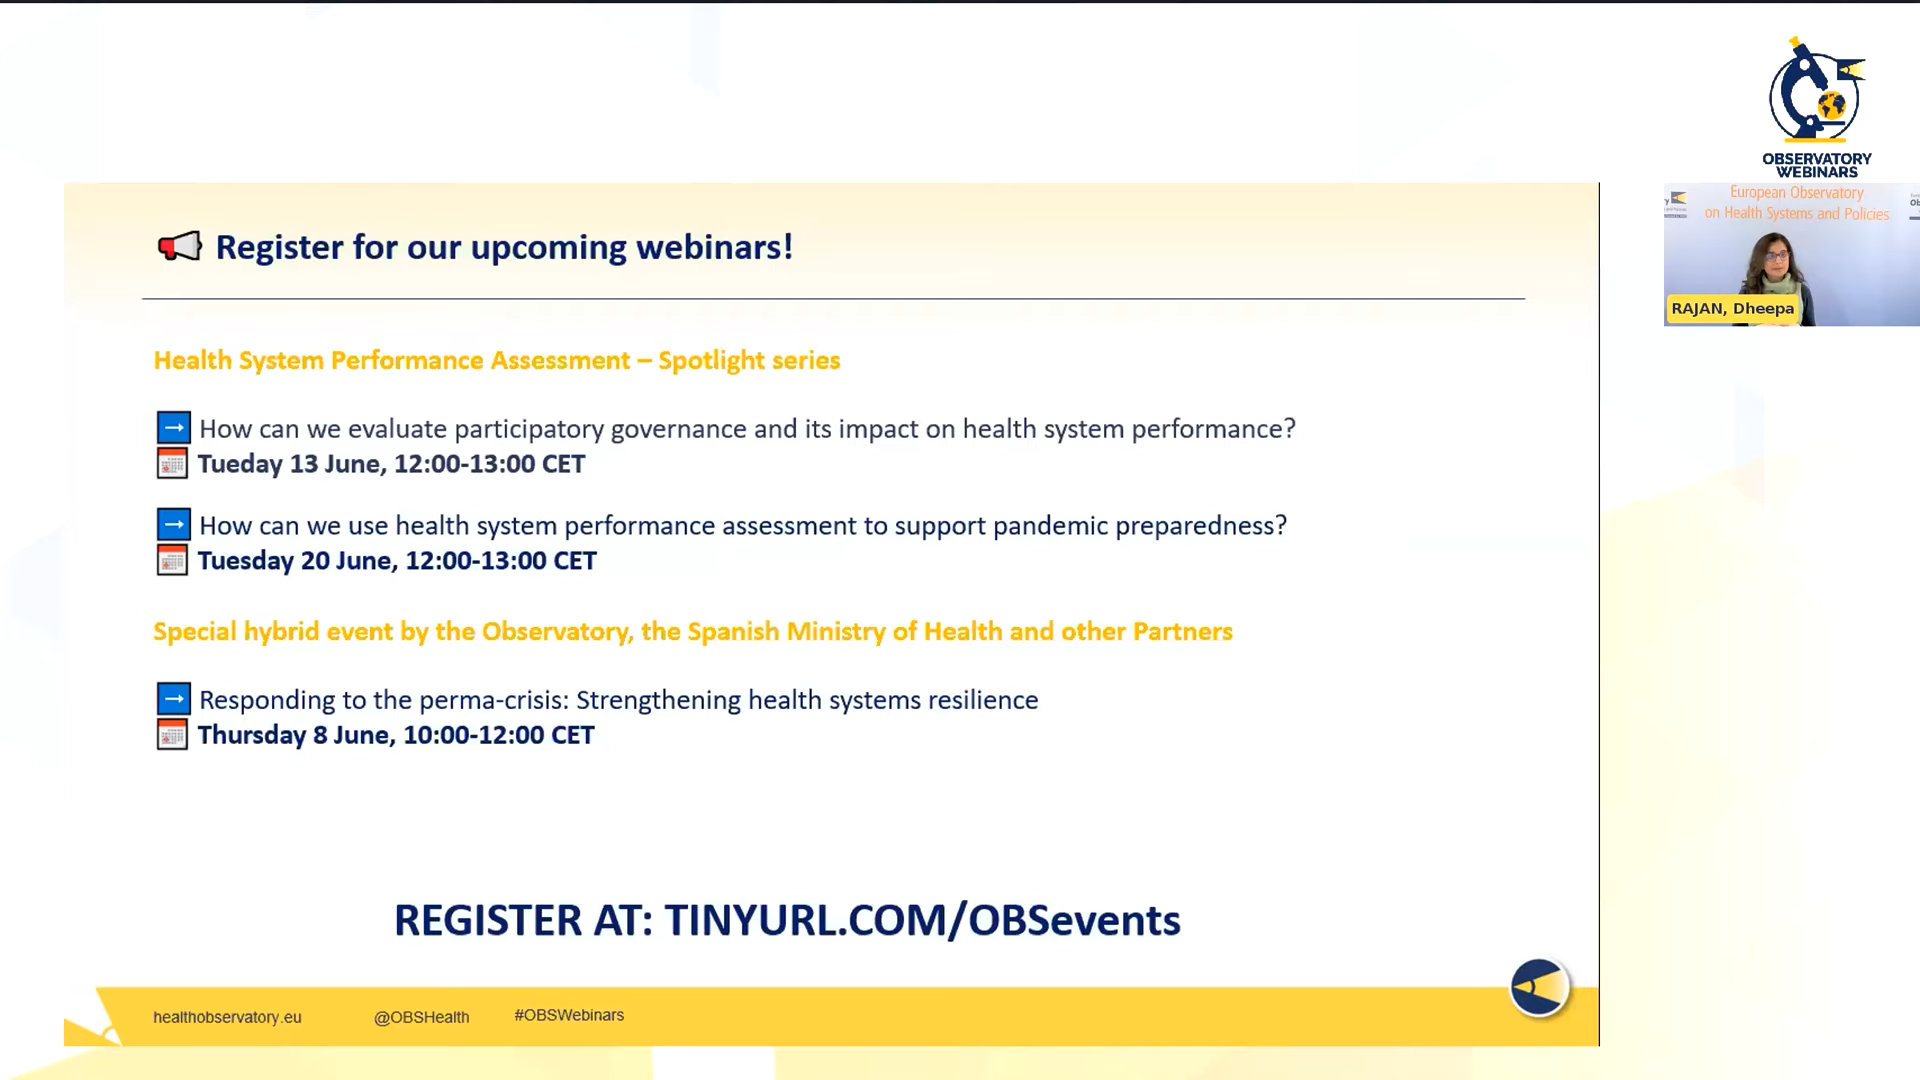 OBSERVATORY
WEBINARS
European Observatory
on Health Systems and Policies
RAJAN, Dheepa
Register for our upcoming webinars!
Health System Performance Assessment – Spotlight series
How can we evaluate participatory governance and its impact on health system performance?
Tueday 13 June, 12:00-13:00 CET
How can we use health system performance assessment to support pandemic preparedness?
Tuesday 20 June, 12:00-13:00 CET
Special hybrid event by the Observatory, the Spanish Ministry of Health and other Partners
Responding to the perma-crisis: Strengthening health systems resilience
Thursday 8 June, 10:00-12:00 CET
REGISTER AT: TINYURL.COM/OBSevents
healthobservatory.eu
@OBSHealth
#OBSWebinars